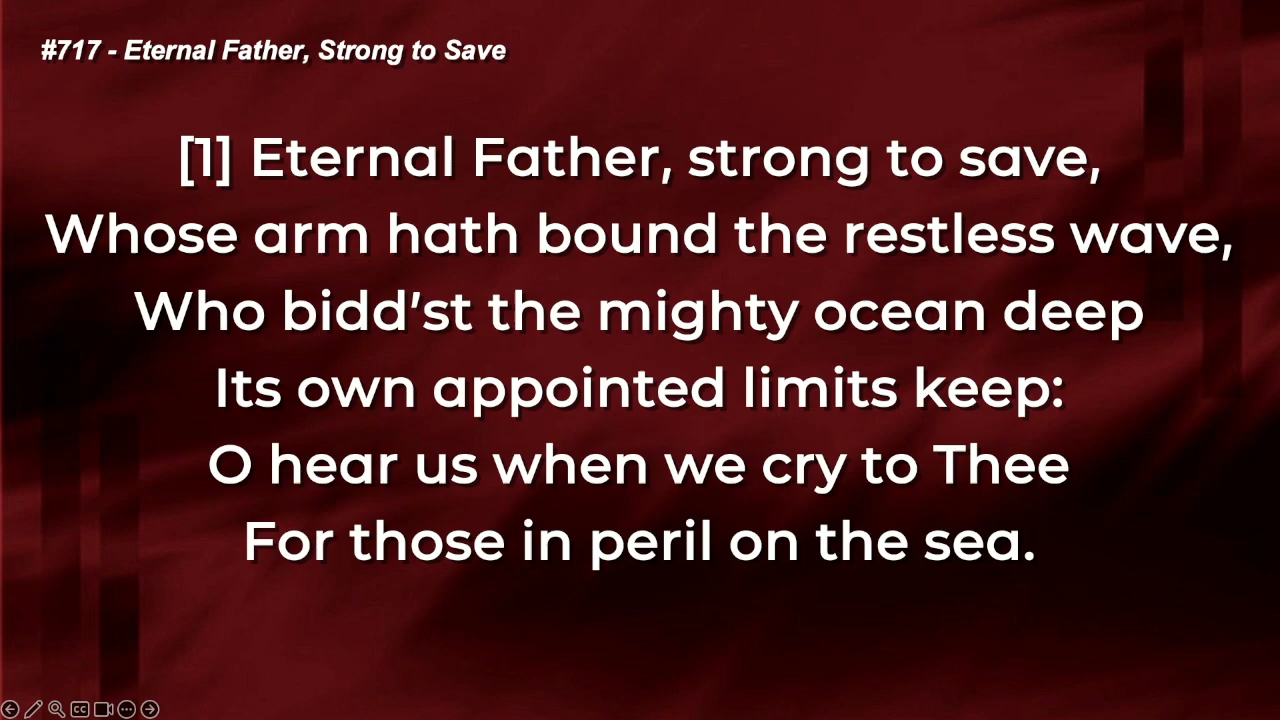 #717 - Eternal Father, Strong to Save
[1] Eternal Father, strong to save,
Whose arm hath bound the restless wave,
Who bidd’st the mighty ocean deep
Its own appointed limits keep:
O hear us when we cry to Thee
For those in peril on the sea.
CC